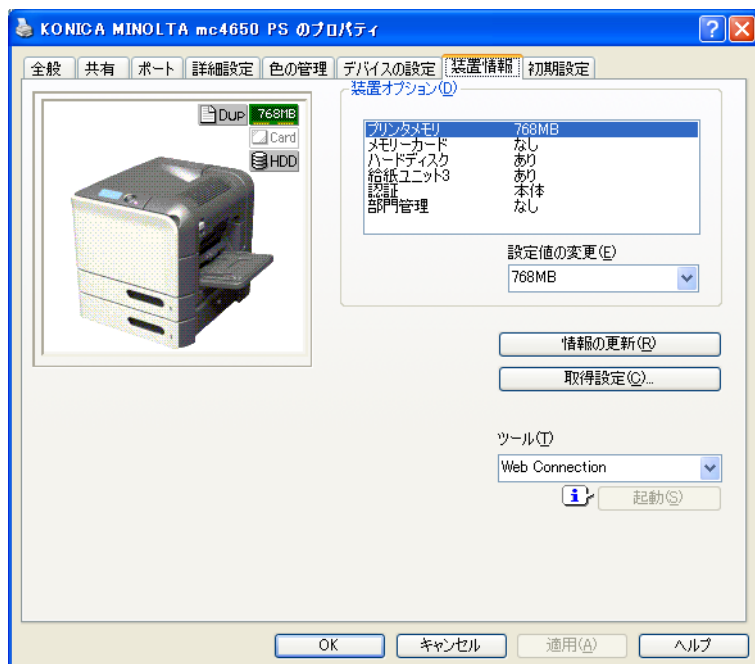 KONICA MINOLTA mc4650 PS のプロパティ
全般 共有 ポート 詳細設定 色の管理 デバイスの設定 装置情報 初期設定
Dup 768MB
Card
HDD
装置オプション(D)
プリンタメモリ 768MB
メモリーカード なし
ハードディスク あり
給紙ユニット3 あり
認証 本体
部門管理 なし
設定値の変更(E)
768MB
情報の更新(R)
取得設定(C)...
ツール(T)
Web Connection
起動(S)
OK キャンセル 適用(A) ヘルプ